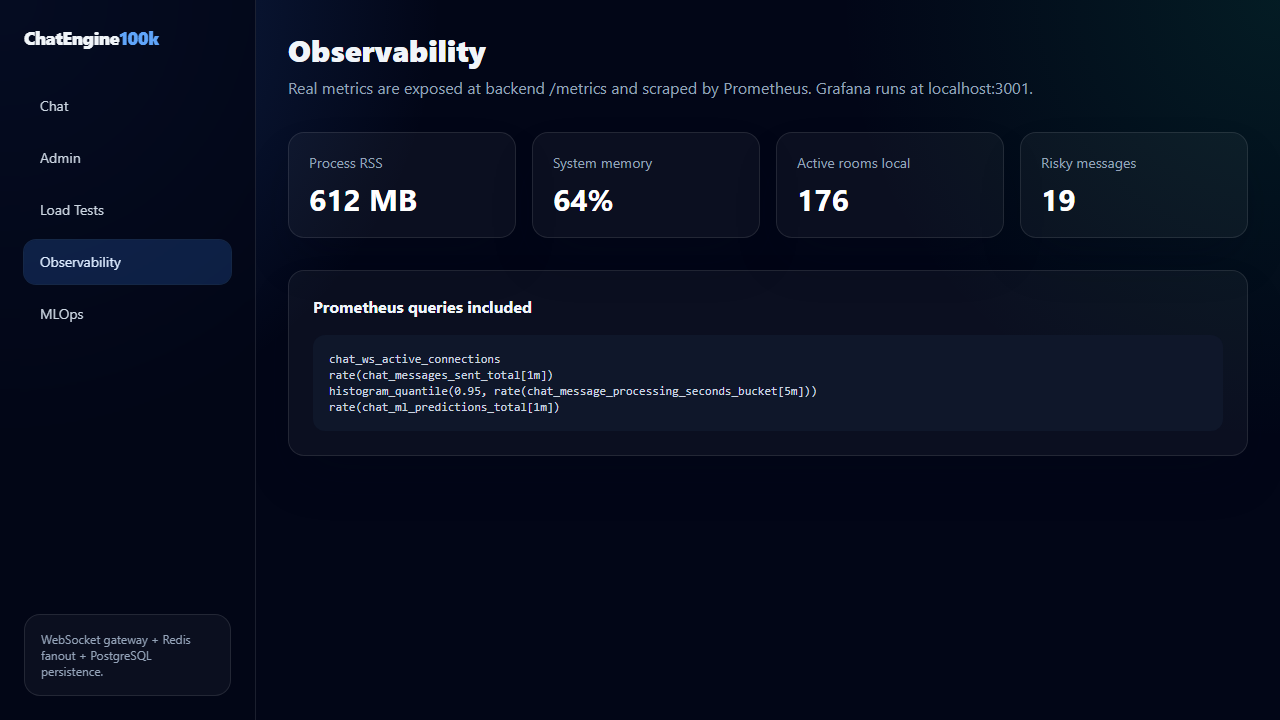 ChatEngine100k
Chat
Admin
Load Tests
Observability
MLOps
WebSocket gateway + Redis
fanout + PostgreSQL
persistence.
Observability
Real metrics are exposed at backend /metrics and scraped by Prometheus. Grafana runs at localhost:3001.
Process RSS
612 MB
System memory
64%
Active rooms local
176
Risky messages
19
Prometheus queries included
chat_ws_active_connections
rate(chat_messages_sent_total[1m])
histogram_quantile(0.95, rate(chat_message_processing_seconds_bucket[5m]))
rate(chat_ml_predictions_total[1m])